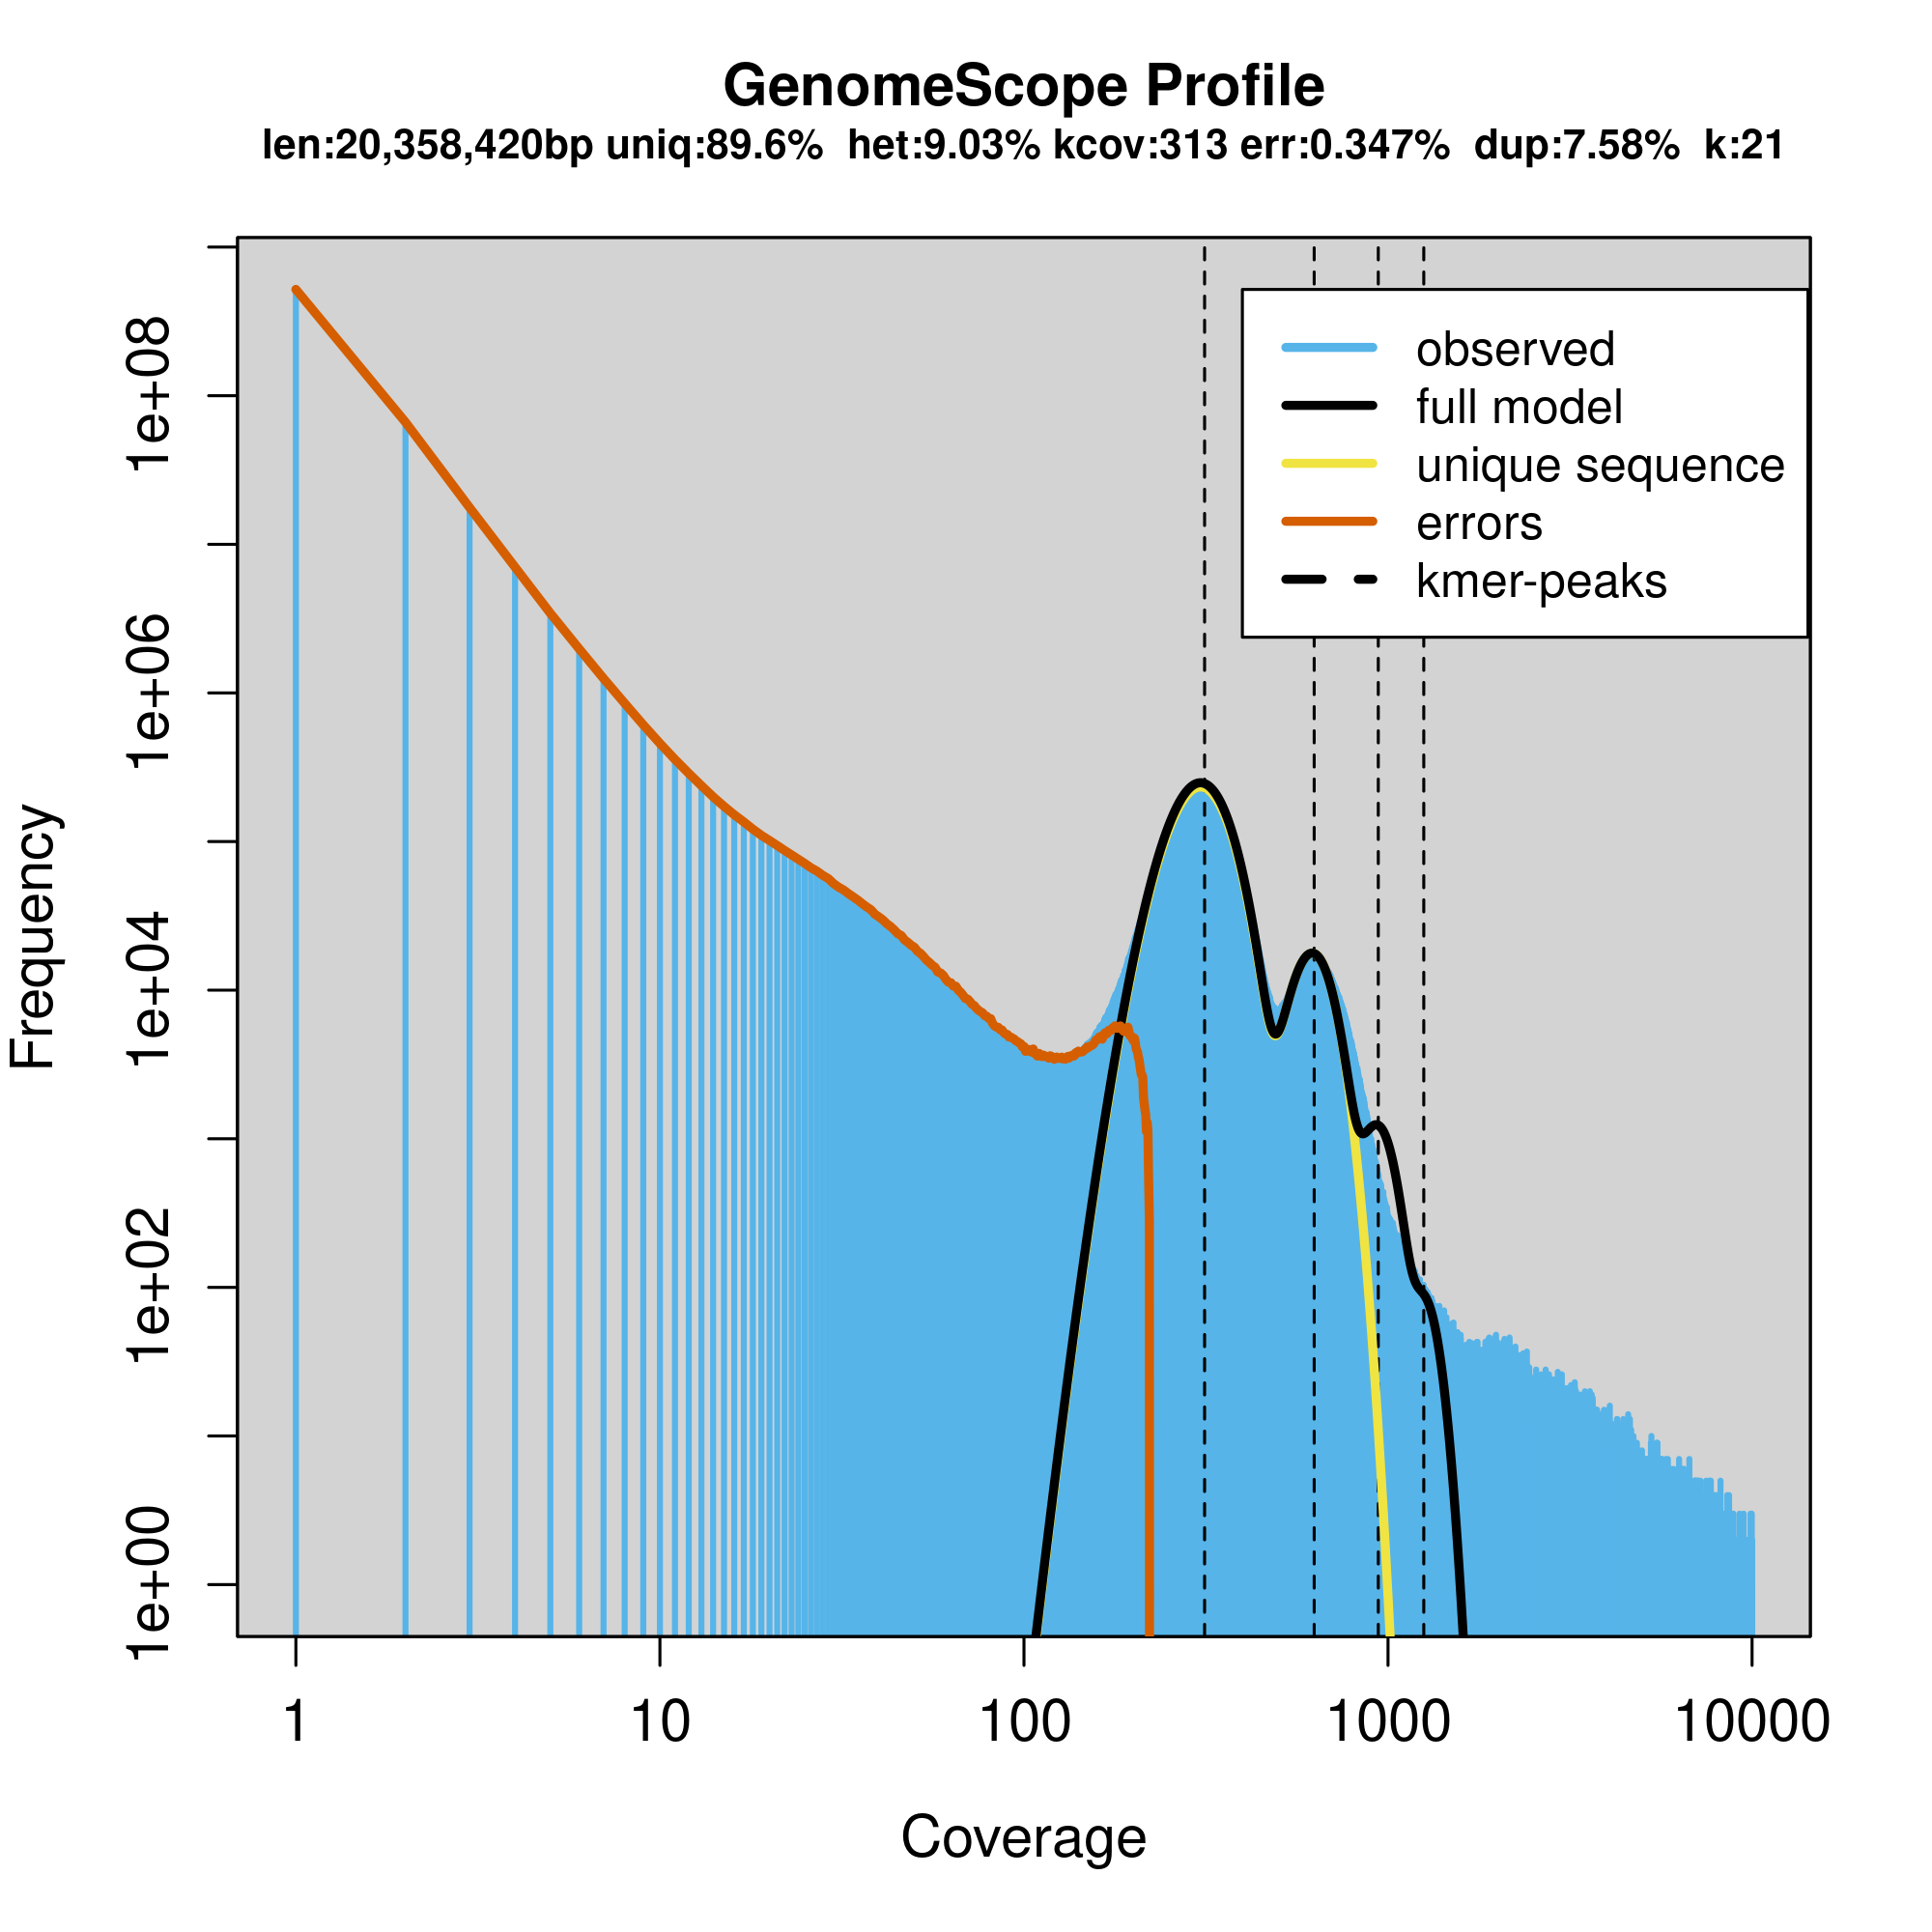 GenomeScope Profile
len:20,358,420bp uniq:89.6% het:9.03% kcov:313 err:0.347% dup:7.58% k:21
observed
full model
unique sequence
errors
kmer-peaks
Frequency
1e+08
1e+06
1e+04
1e+02
1e+00
1 10 100 1000 10000
Coverage